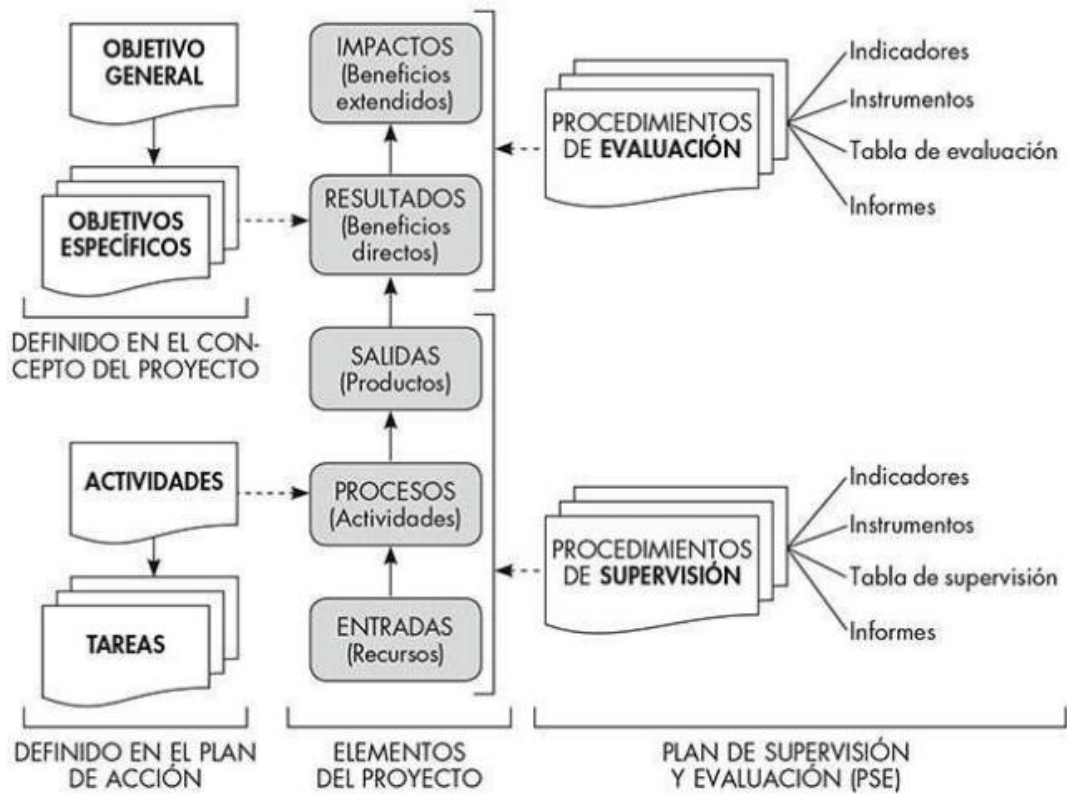 OBJETIVO
GENERAL
OBJETIVOS
ESPECÍFICOS
DEFINIDO EN EL CON-
CEPTO DEL PROYECTO
ACTIVIDADES
TAREAS
DEFINIDO EN EL PLAN
DE ACCIÓN
IMPACTOS
(Beneficios
extendidos)
RESULTADOS
(Beneficios
directos)
SALIDAS
(Productos)
PROCESOS
(Actividades)
ENTRADAS
(Recursos)
ELEMENTOS
DEL PROYECTO
PROCEDIMIENTOS
DE EVALUACIÓN
Indicadores
Instrumentos
Tabla de evaluación
Informes
PROCEDIMIENTOS
DE SUPERVISIÓN
Indicadores
Instrumentos
Tabla de supervisión
Informes
PLAN DE SUPERVISIÓN
Y EVALUACIÓN (PSE)